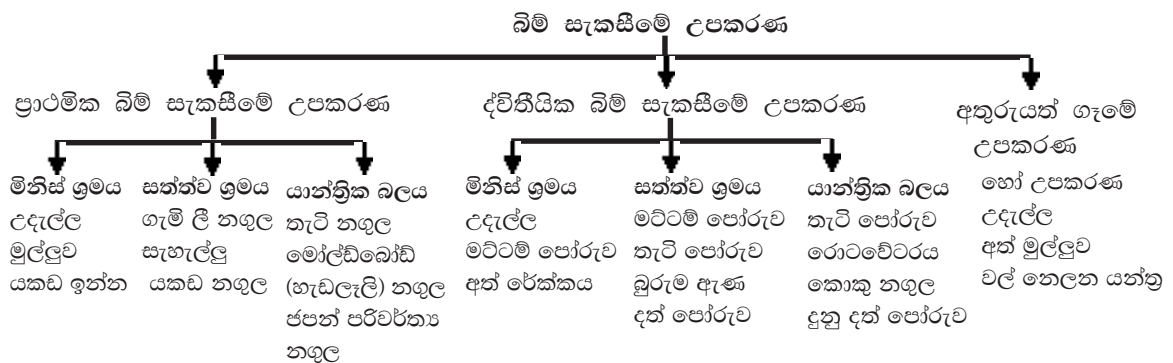 බිම් සැකසීමේ උපකරණ
ප්‍රාථමික බිම් සැකසීමේ උපකරණ
ද්විතීයික බිම් සැකසීමේ උපකරණ
අතුරුයත් ගෑමේ
උපකරණ
මිනිස් ශ්‍රමය
උදැල්ල
මුල්ලුව
යකඩ ඉන්න
සත්ත්ව ශ්‍රමය
ගැමි ලී නගුල
සැහැල්ලු
යකඩ නගුල
යාන්ත්‍රික බලය
තැටි නගුල
මෝල්ඩ්බෝඩ්
(හැඩලෑලි) නගුල
ජපන් පරිවර්ත්‍ය
නගුල
මිනිස් ශ්‍රමය
උදැල්ල
මට්ටම් පෝරුව
අත් රේක්කය
සත්ත්ව ශ්‍රමය
මට්ටම් පෝරුව
තැටි පෝරුව
බුරුම ඇණ
දත් පෝරුව
යාන්ත්‍රික බලය
තැටි පෝරුව
රොටවේටරය
කොකු නගුල
දුනු දත් පෝරුව
හෝ උපකරණ
උදැල්ල
අත් මුල්ලුව
වල් නෙලන යන්ත්‍ර